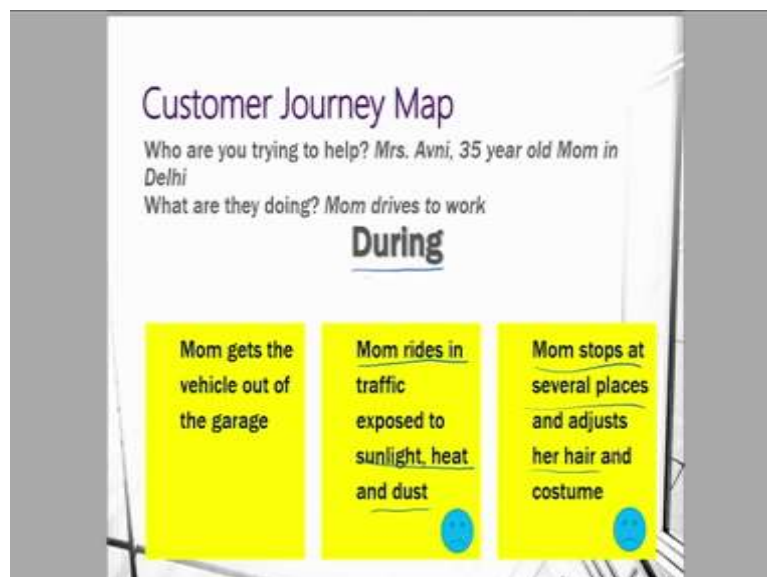 Customer Journey Map
Who are you trying to help? Mrs. Avni, 35 year old Mom in
Delhi
What are they doing? Mom drives to work
During
Mom gets the
vehicle out of
the garage
Mom rides in
traffic
exposed to
sunlight, heat
and dust
Mom stops at
several places
and adjusts
her hair and
costume